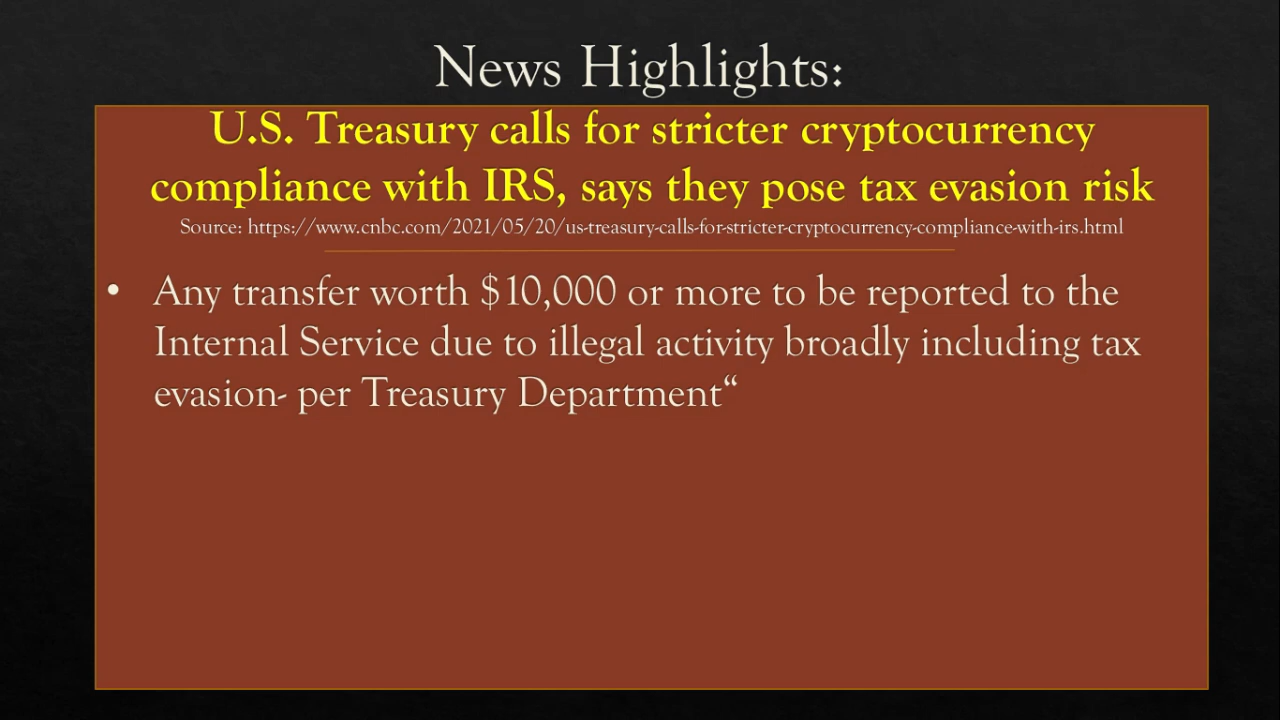 News Highlights:
U.S. Treasury calls for stricter cryptocurrency
compliance with IRS, says they pose tax evasion risk
Source: https://www.cnbc.com/2021/05/20/us-treasury-calls-for-stricter-cryptocurrency-compliance-with-irs.html
• Any transfer worth $10,000 or more to be reported to the
Internal Service due to illegal activity broadly including tax
evasion- per Treasury Department“